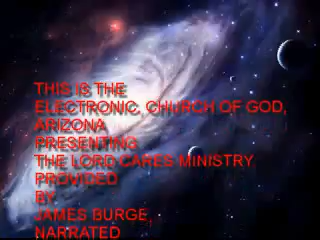 THIS IS THE
ELECTRONIC, CHURCH OF GOD,
ARIZONA
PRESENTING
THE LORD CARES MINISTRY
PROVIDED
BY
JAMES BURGE,
NARRATED